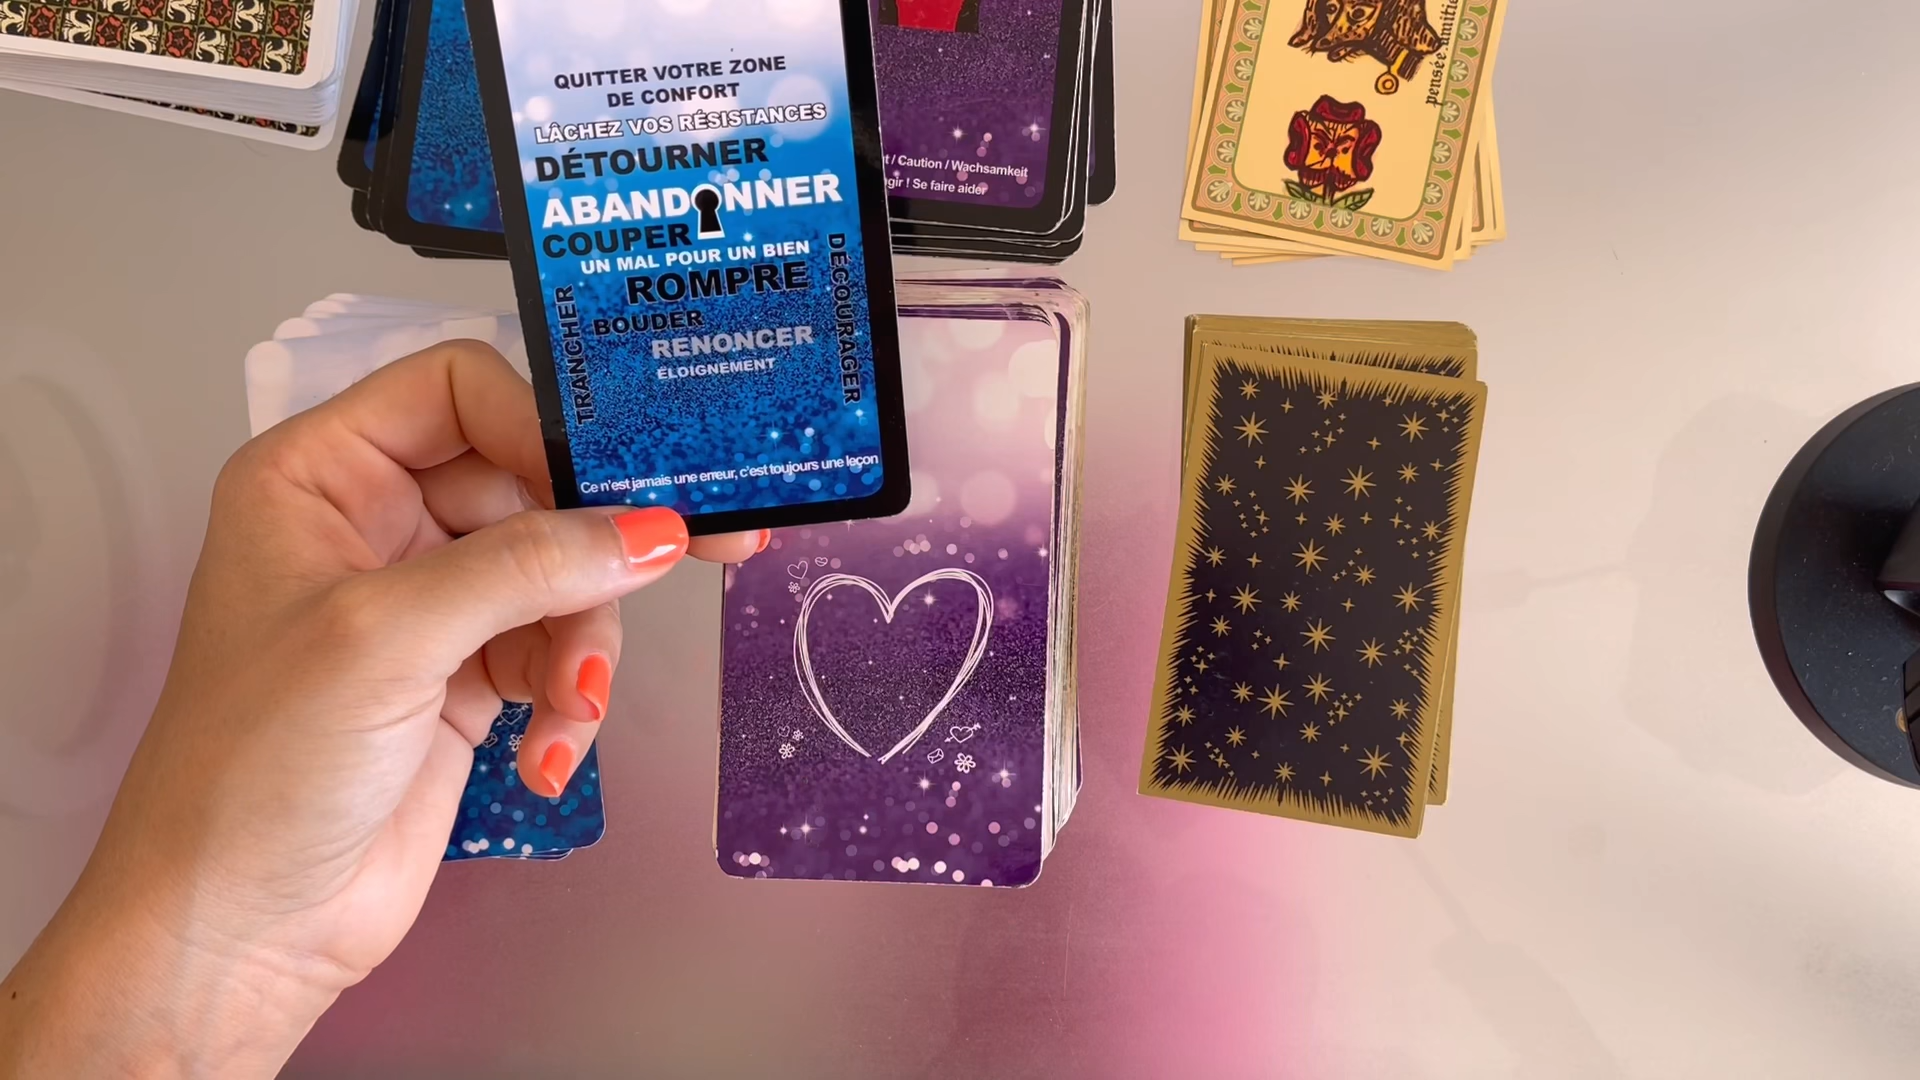 QUITTER VOTRE ZONE
DE CONFORT
LÂCHEZ VOS RÉSISTANCES
DÉTOURNER
ABANDONNER
COUPER
UN MAL POUR UN BIEN
ROMPRE
BOUDER
RENONCER
ÉLOIGNEMENT
TRANCHER
DÉCOURAGER
Ce n'est jamais une erreur, c'est toujours une leçon
/ Caution / Wachsamkeit
! Se faire aider
pensée.amitié